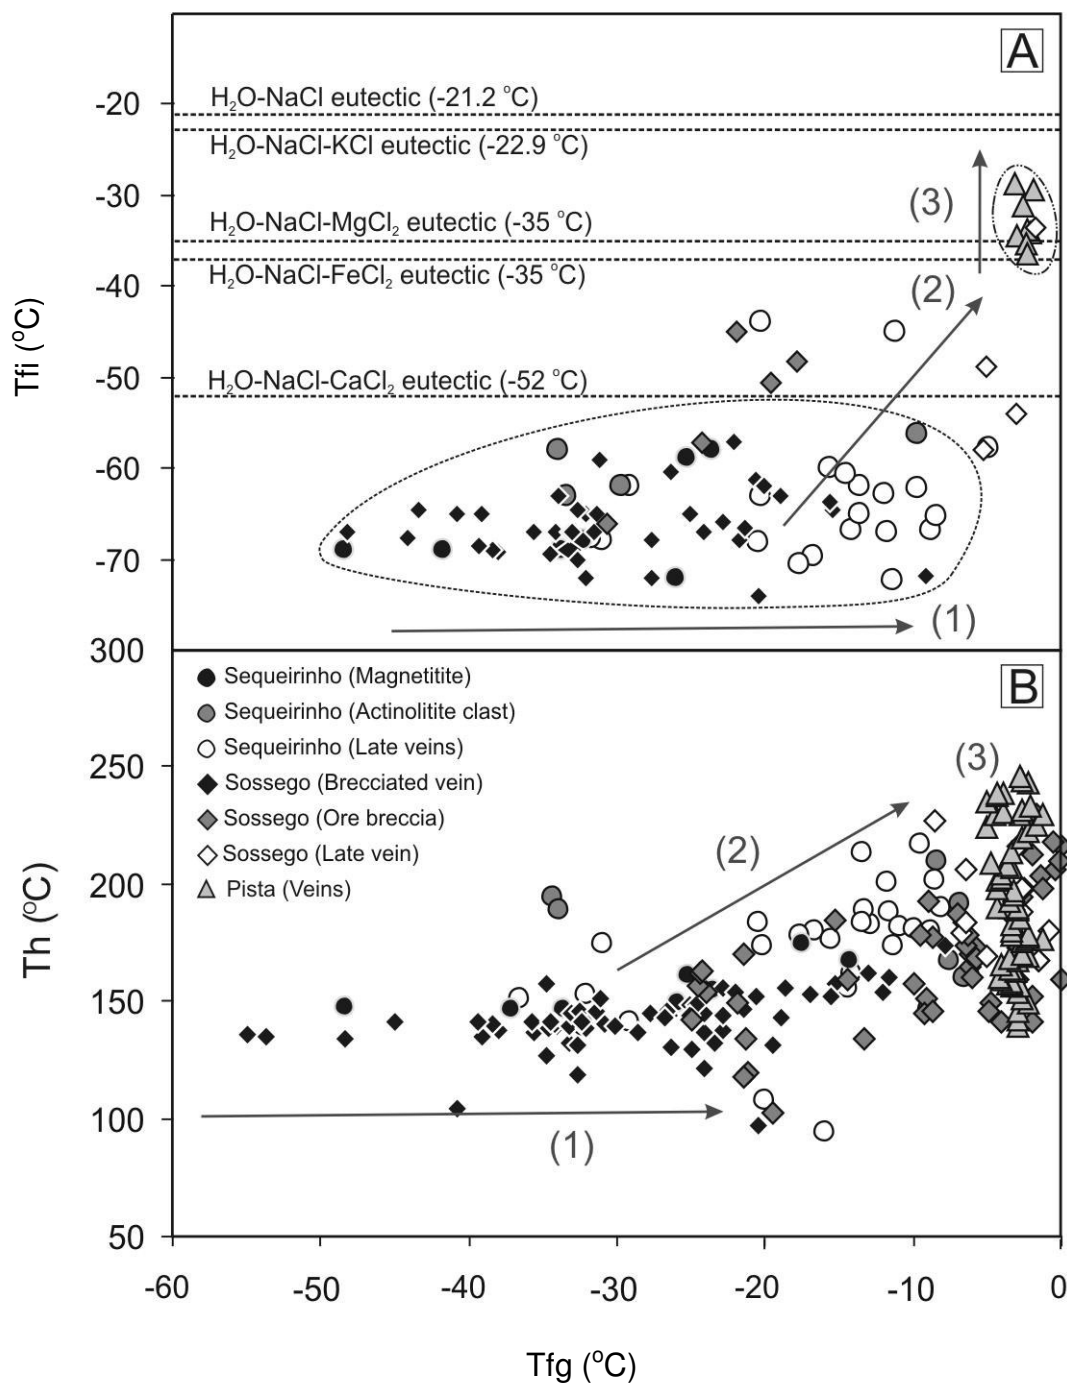 A
-20
H₂O-NaCl eutectic (-21.2 °C)
H₂O-NaCl-KCl eutectic (-22.9 °C)
-30
(3)
H₂O-NaCl-MgCl₂ eutectic (-35 °C)
H₂O-NaCl-FeCl₂ eutectic (-35 °C)
-40
(2)
Tfi (°C)
-50
H₂O-NaCl-CaCl₂ eutectic (-52 °C)
-60
-70
(1)
300
B
Sequeirinho (Magnetitite)
Sequeirinho (Actinolitite clast)
Sequeirinho (Late veins)
Sossego (Brecciated vein)
Sossego (Ore breccia)
Sossego (Late vein)
Pista (Veins)
250
(3)
(2)
200
Th (°C)
150
100
(1)
50
-60 -50 -40 -30 -20 -10 0
Tfg (°C)